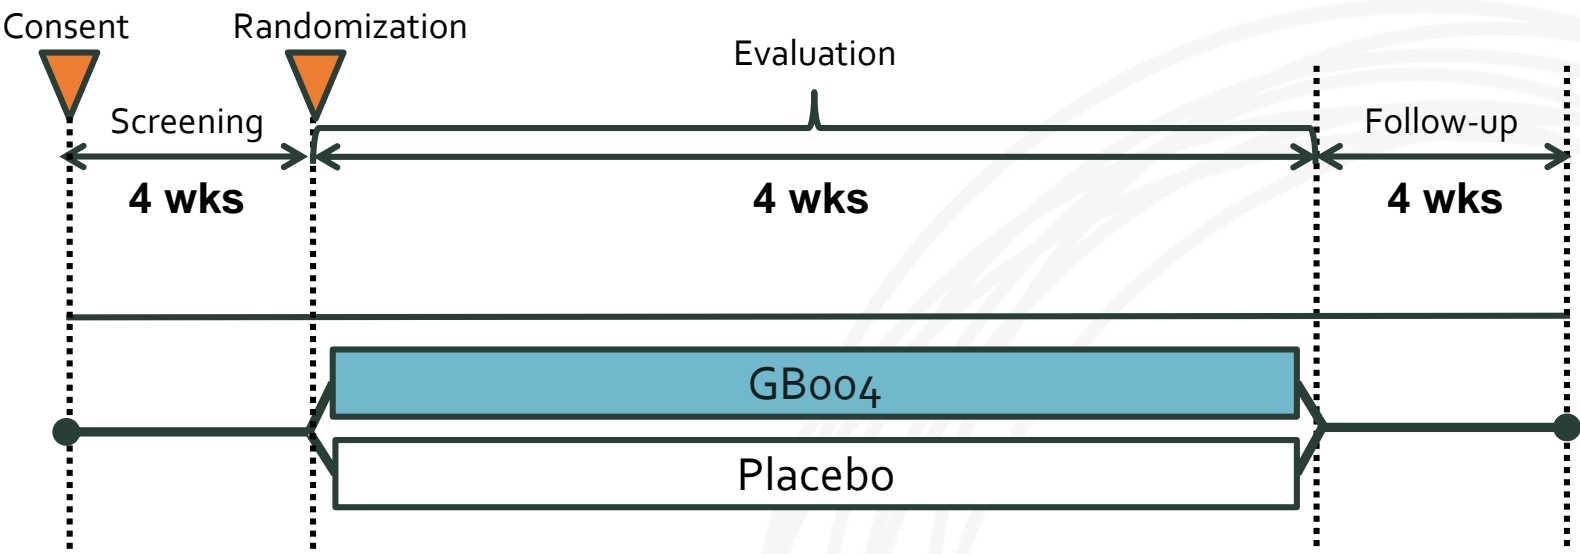 Consent
Randomization
Evaluation
Screening
Follow-up
4 wks
4 wks
4 wks
GB004
Placebo